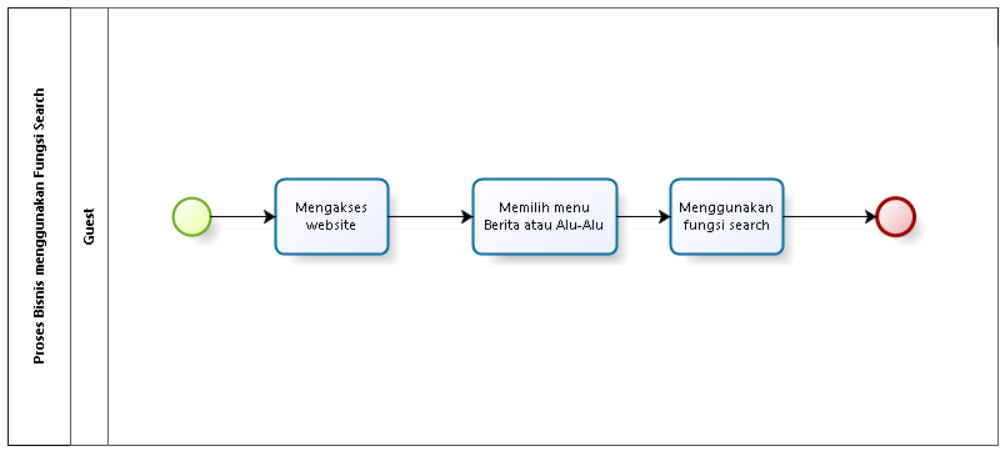 Proses Bisnis menggunakan Fungsi Search
Guest
Mengakses
website
Memilih menu
Berita atau Alu-Alu
Menggunakan
fungsi search